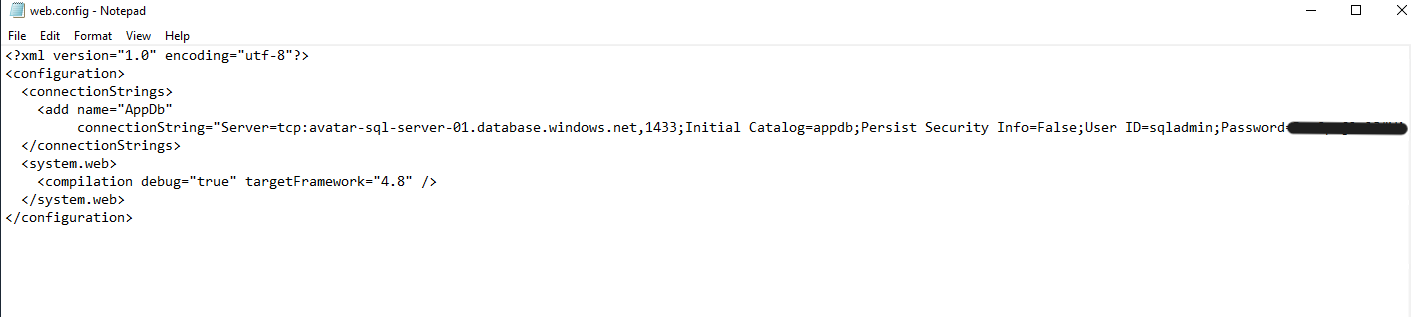 web.config - Notepad
File Edit Format View Help
<?xml version="1.0" encoding="utf-8"?>
<configuration>
  <connectionStrings>
    <add name="AppDb"
         connectionString="Server=tcp:avatar-sql-server-01.database.windows.net,1433;Initial Catalog=appdb;Persist Security Info=False;User ID=sqladmin;Password=
  </connectionStrings>
  <system.web>
    <compilation debug="true" targetFramework="4.8" />
  </system.web>
</configuration>